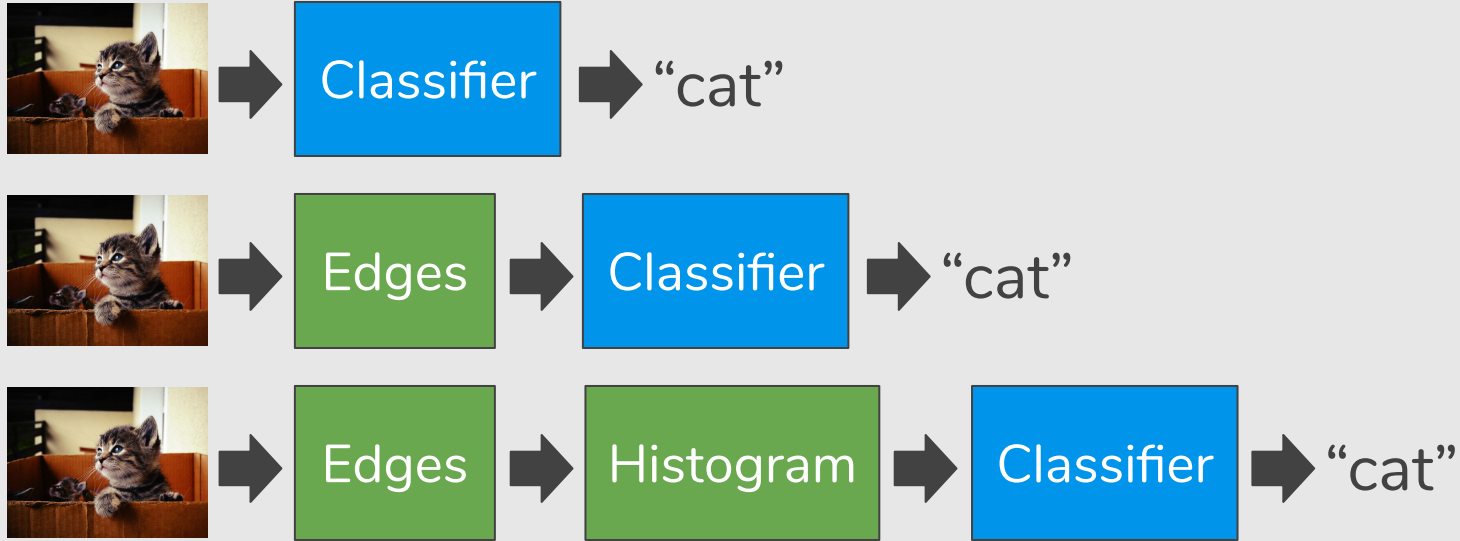 Classifier “cat”
Edges Classifier “cat”
Edges Histogram Classifier “cat”